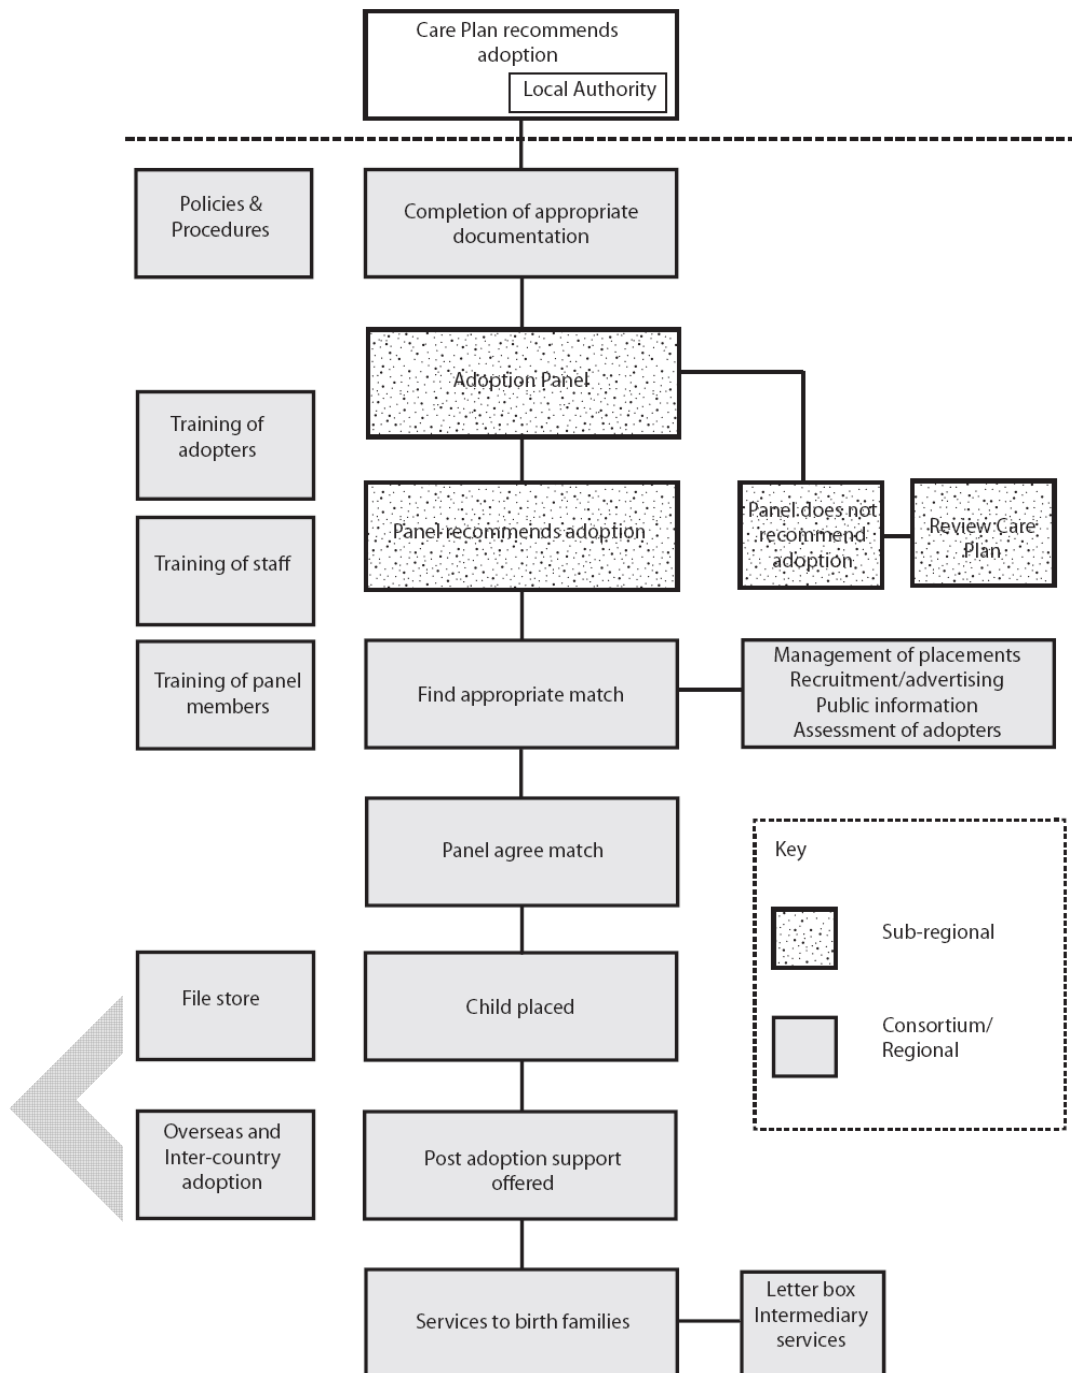 Care Plan recommends
adoption
Local Authority
Policies &
Procedures
Completion of appropriate
documentation
Adoption Panel
Training of
adopters
Panel recommends adoption
Panel does not
recommend
adoption
Review Care
Plan
Training of staff
Training of panel
members
Find appropriate match
Management of placements
Recruitment/advertising
Public information
Assessment of adopters
Panel agree match
Key
Sub-regional
Consortium/
Regional
File store
Child placed
Overseas and
Inter-country
adoption
Post adoption support
offered
Services to birth families
Letter box
Intermediary
services